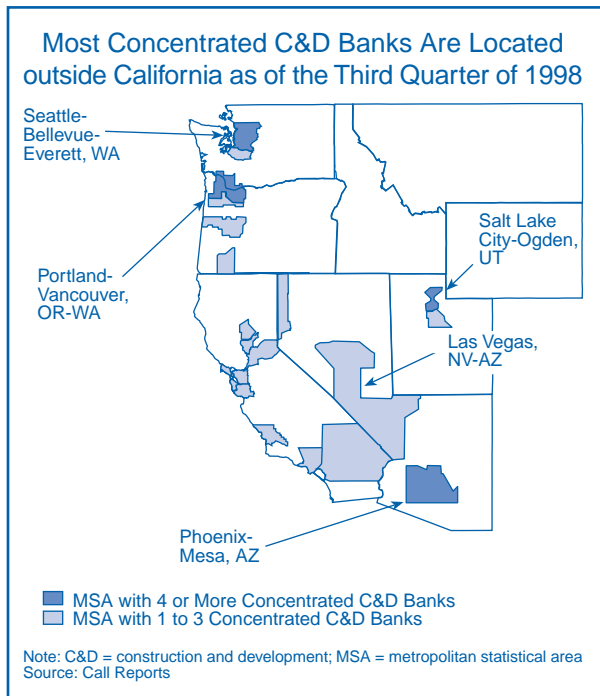 Most Concentrated C&D Banks Are Located
outside California as of the Third Quarter of 1998
Seattle-
Bellevue-
Everett, WA
Salt Lake
City-Ogden,
UT
Portland-
Vancouver,
OR-WA
Las Vegas,
NV-AZ
Phoenix-
Mesa, AZ
MSA with 4 or More Concentrated C&D Banks
MSA with 1 to 3 Concentrated C&D Banks
Note: C&D = construction and development; MSA = metropolitan statistical area
Source: Call Reports